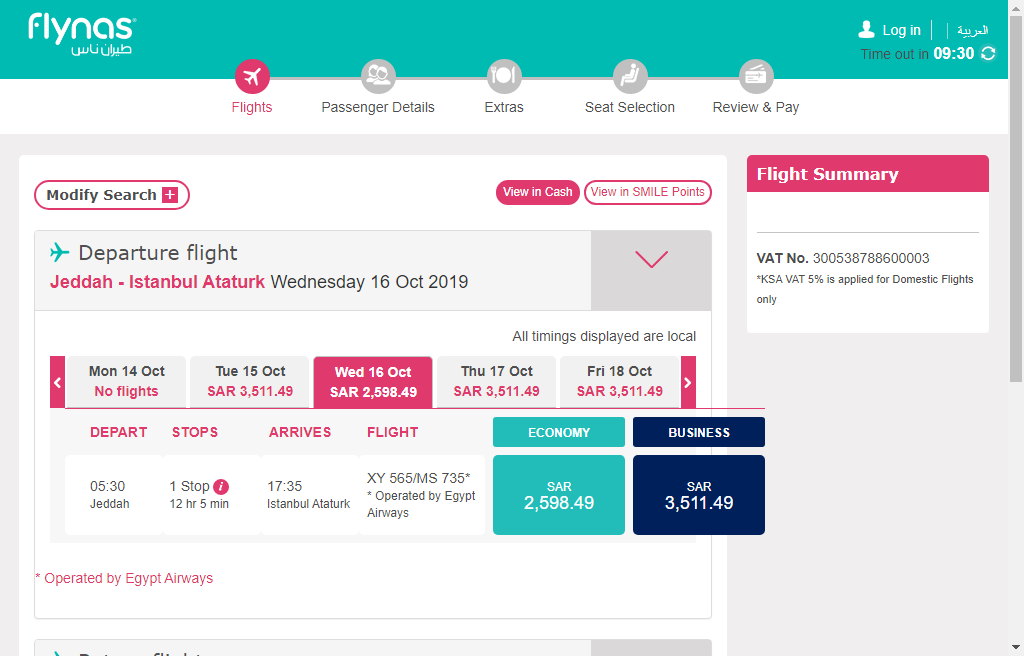 flynas
طيران ناس
Log in
العربية
Time out in 09:30
Flights
Passenger Details
Extras
Seat Selection
Review & Pay
Modify Search
View in Cash
View in SMILE Points
Flight Summary
VAT No. 300538788600003
*KSA VAT 5% is applied for Domestic Flights
only
Departure flight
Jeddah - Istanbul Ataturk Wednesday 16 Oct 2019
All timings displayed are local
Mon 14 Oct
No flights
Tue 15 Oct
SAR 3,511.49
Wed 16 Oct
SAR 2,598.49
Thu 17 Oct
SAR 3,511.49
Fri 18 Oct
SAR 3,511.49
DEPART STOPS ARRIVES FLIGHT ECONOMY BUSINESS
05:30
Jeddah
1 Stop i
12 hr 5 min
17:35
Istanbul Ataturk
XY 565/MS 735*
* Operated by Egypt
Airways
SAR
2,598.49
SAR
3,511.49
* Operated by Egypt Airways